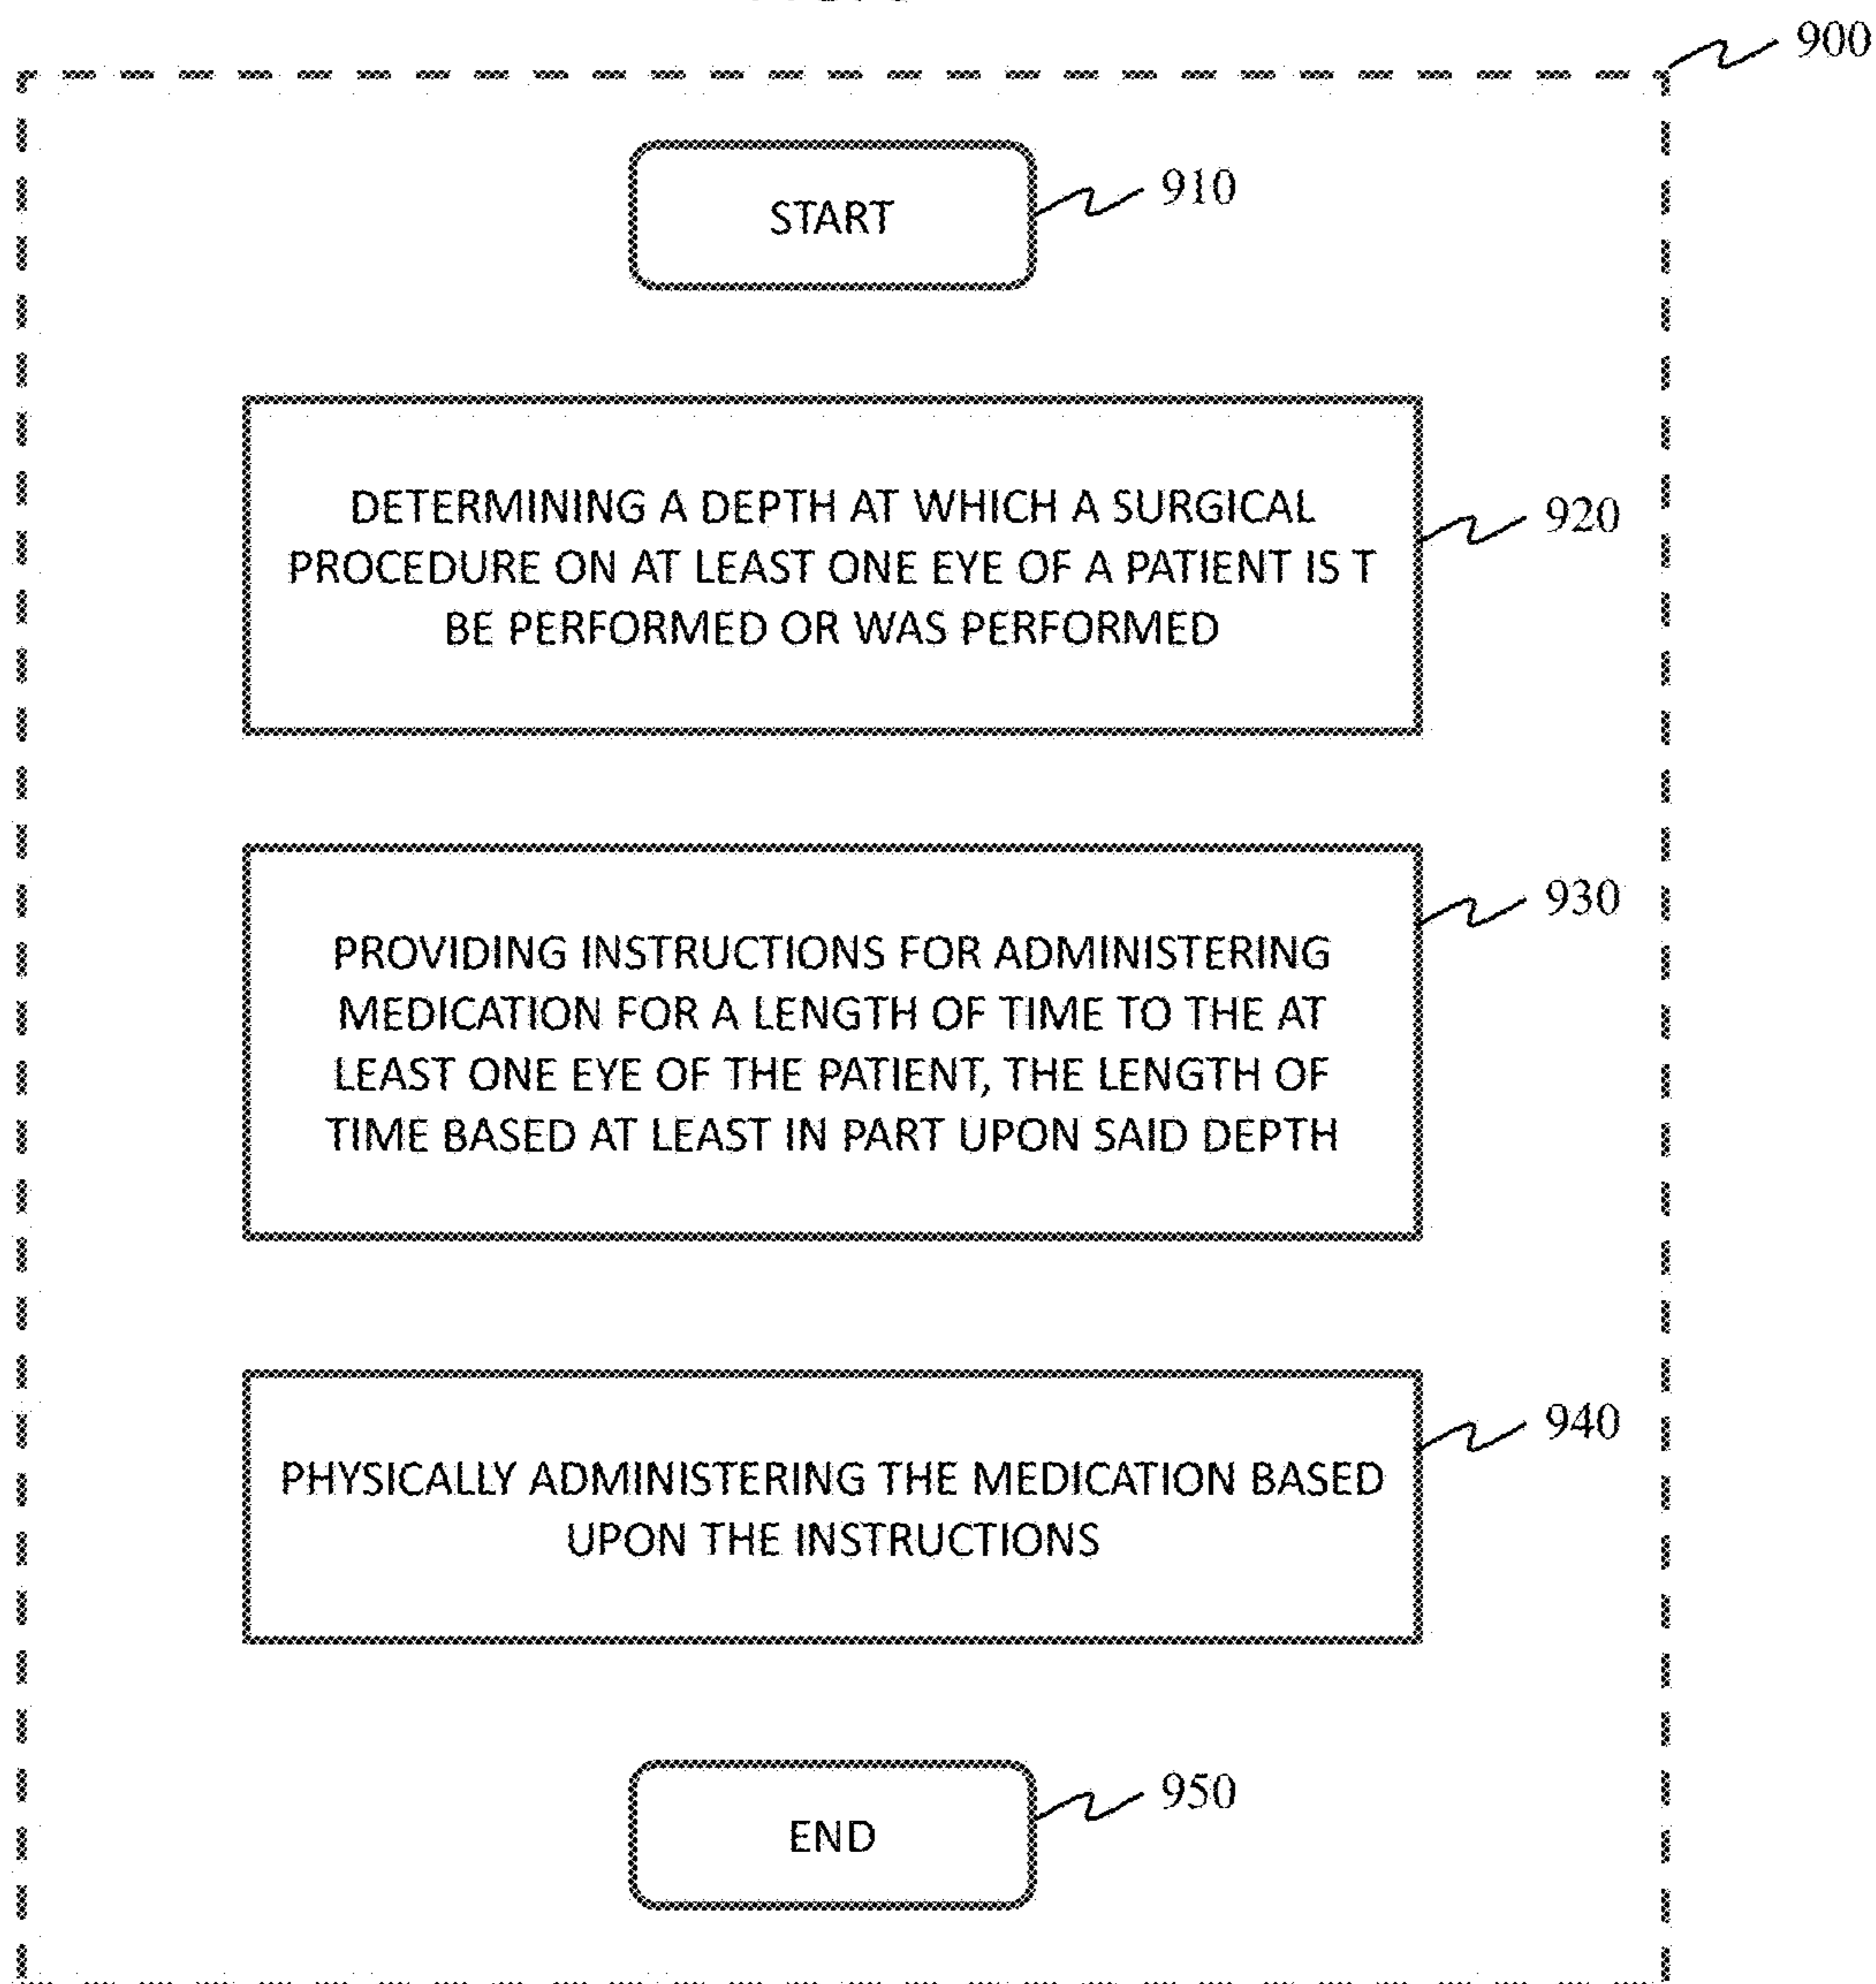 900
START
910
DETERMINING A DEPTH AT WHICH A SURGICAL
PROCEDURE ON AT LEAST ONE EYE OF A PATIENT IS T
BE PERFORMED OR WAS PERFORMED
920
PROVIDING INSTRUCTIONS FOR ADMINISTERING
MEDICATION FOR A LENGTH OF TIME TO THE AT
LEAST ONE EYE OF THE PATIENT, THE LENGTH OF
TIME BASED AT LEAST IN PART UPON SAID DEPTH
930
PHYSICALLY ADMINISTERING THE MEDICATION BASED
UPON THE INSTRUCTIONS
940
END
950